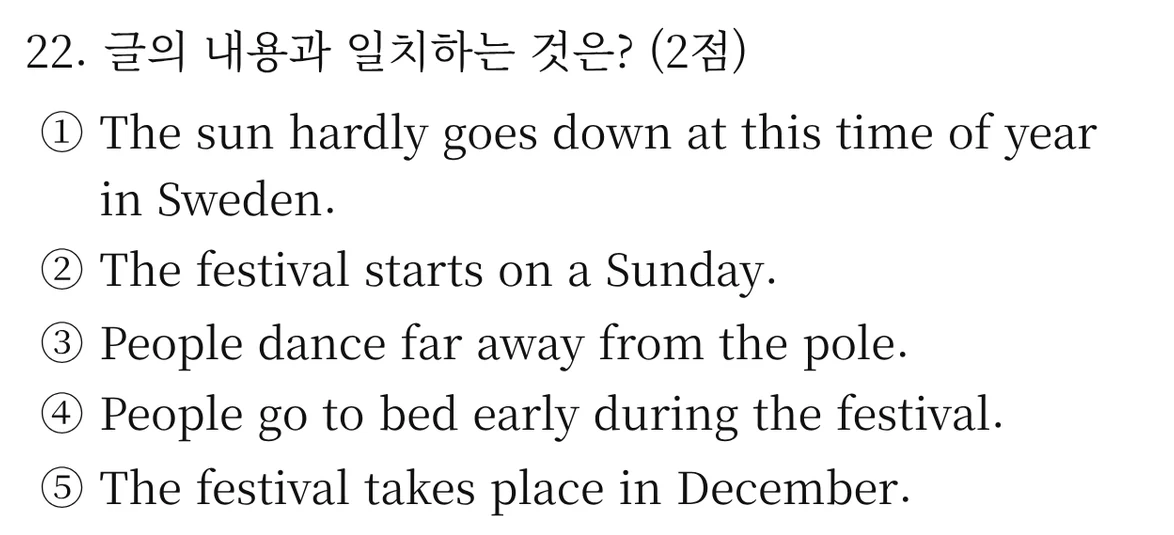 22. 글의 내용과 일치하는 것은? (2점)
① The sun hardly goes down at this time of year
in Sweden.
② The festival starts on a Sunday.
③ People dance far away from the pole.
④ People go to bed early during the festival.
⑤ The festival takes place in December.